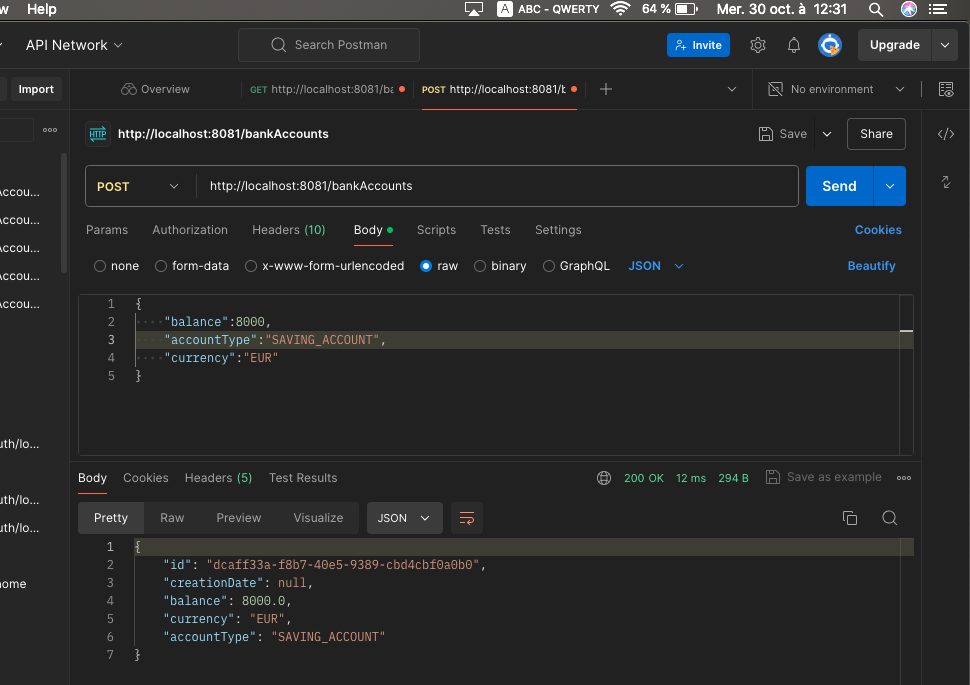 w Help ABC - QWERTY 64 % Mer. 30 oct. à 12:31
API Network Search Postman Invite Upgrade
Import Overview GET http://localhost:8081/ba POST http://localhost:8081/b No environment
HTTP http://localhost:8081/bankAccounts Save Share
POST http://localhost:8081/bankAccounts Send
Params Authorization Headers (10) Body Scripts Tests Settings Cookies
none form-data x-www-form-urlencoded raw binary GraphQL JSON Beautify
Accou...
Accou...
Accou...
Accou...
Accou...
1 {
2 "balance":8000,
3 "accountType":"SAVING_ACCOUNT",
4 "currency":"EUR"
5 }
uth/lo...
uth/lo...
uth/lo...
ome
Body Cookies Headers (5) Test Results 200 OK 12 ms 294 B Save as example
Pretty Raw Preview Visualize JSON
1 {
2 "id": "dcaff33a-f8b7-40e5-9389-cbd4cbf0a0b0",
3 "creationDate": null,
4 "balance": 8000.0,
5 "currency": "EUR",
6 "accountType": "SAVING_ACCOUNT"
7 }